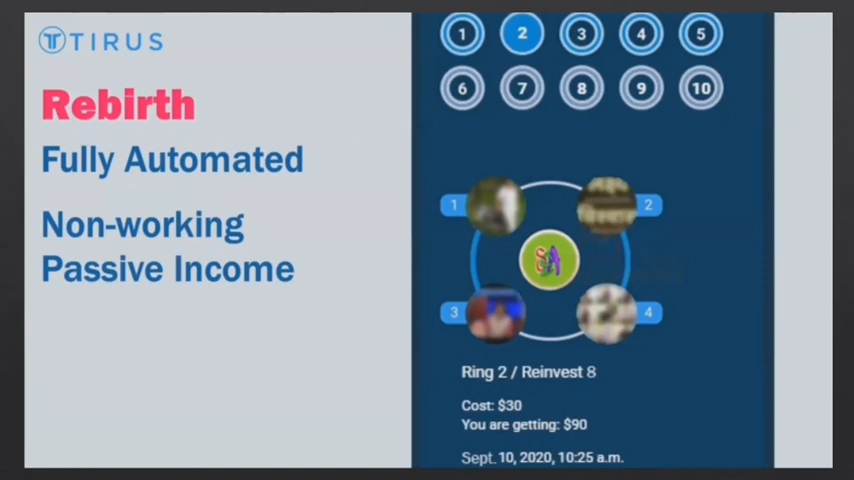 TIRUS
Rebirth
Fully Automated
Non-working
Passive Income
1 2 3 4 5
6 7 8 9 10
1 2
SA
3 4
Ring 2 / Reinvest 8
Cost: $30
You are getting: $90
Sept. 10, 2020, 10:25 a.m.